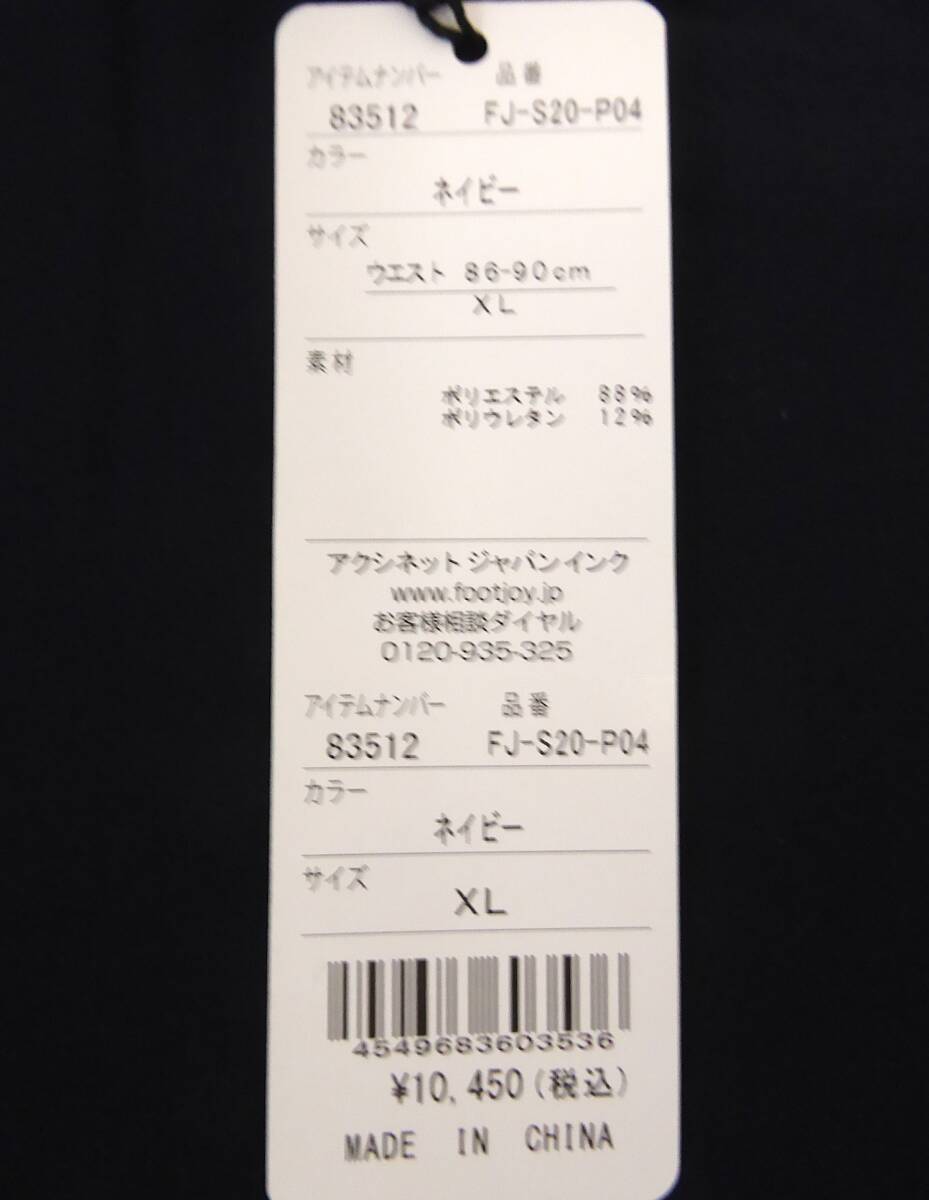 アイテムナンバー 品番
83512 FJ-S20-P04
カラー
ネイビー
サイズ
ウエスト 86-90cm
XL
素材
ポリエステル 88%
ポリウレタン 12%
アクシネット ジャパン インク
www.footjoy.jp
お客様相談ダイヤル
0120-935-325
アイテムナンバー 品番
83512 FJ-S20-P04
カラー
ネイビー
サイズ
XL
4549683603536
¥10,450(税込)
MADE IN CHINA